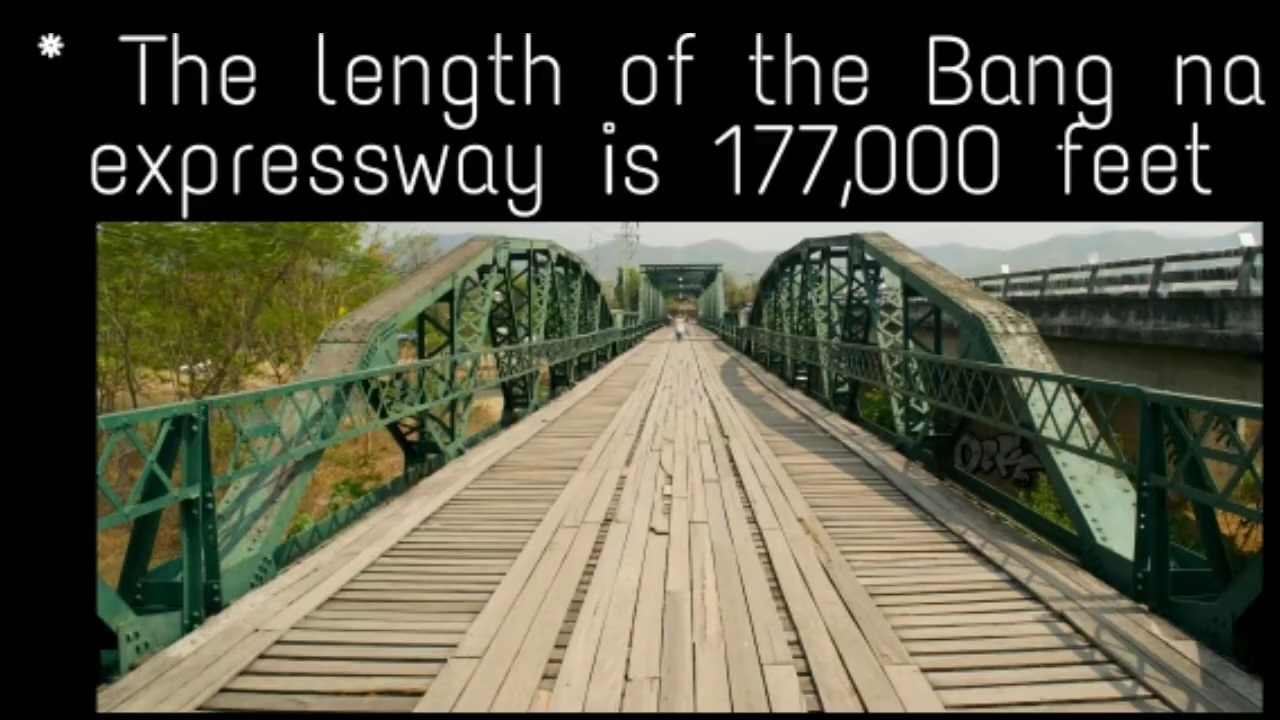 * The length of the Bang na
expressway is 177,000 feet